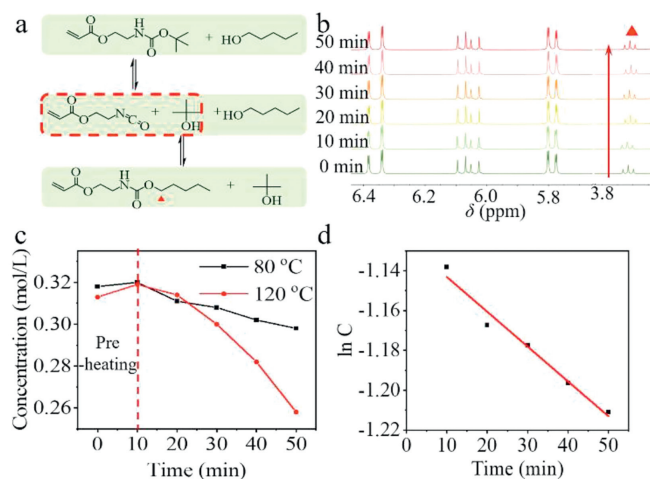 a
O
O
H
N
O
O
+
HO
O
O
N
C
O
+
OH
+
HO
O
O
H
N
O
O
+
OH
b
50 min
40 min
30 min
20 min
10 min
0 min
6.4 6.2 6.0 5.8 3.8
δ (ppm)
c
Concentration (mol/L)
0.32
0.30
0.28
0.26
80 °C
120 °C
Pre
-heating
0 10 20 30 40 50
Time (min)
d
ln C
-1.14
-1.16
-1.18
-1.20
-1.22
10 20 30 40 50
Time (min)